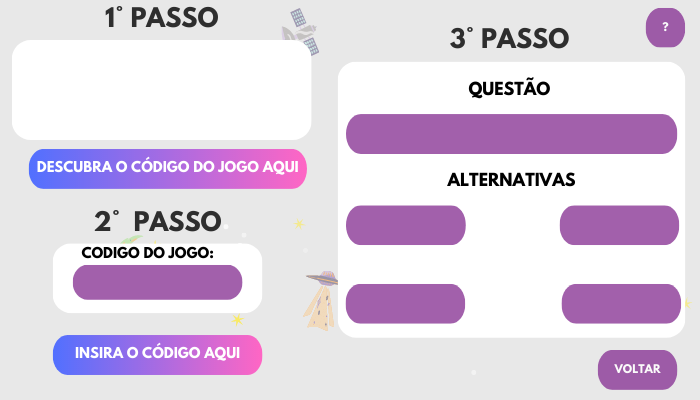 1° PASSO
DESCUBRA O CÓDIGO DO JOGO AQUI
2° PASSO
CODIGO DO JOGO:
INSIRA O CÓDIGO AQUI
3° PASSO
?
QUESTÃO
ALTERNATIVAS
VOLTAR